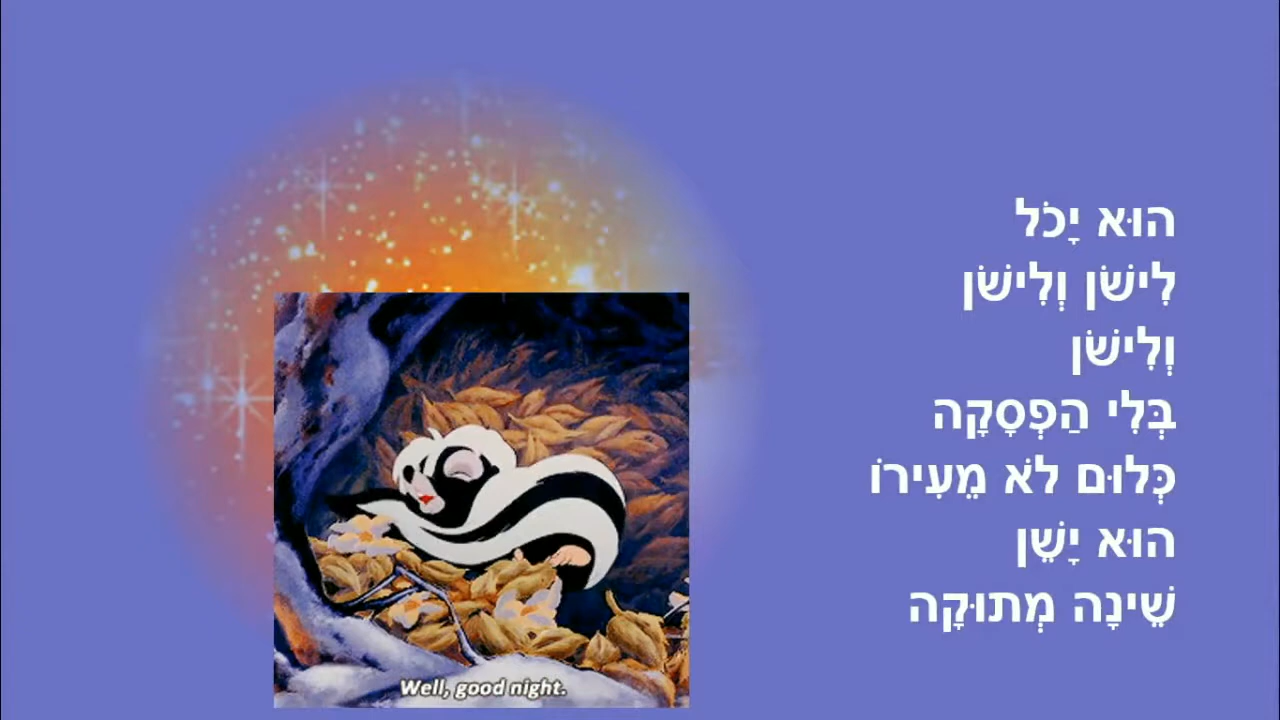 הוּא יָכֹל
לִישֹׁן וְלִישֹׁן
וְלִישֹׁן
בְּלִי הַפְסָקָה
כְּלוּם לֹא מֵעִירוֹ
הוּא יָשֵׁן
שֵׁינָה מְתוּקָה
Well, good night.